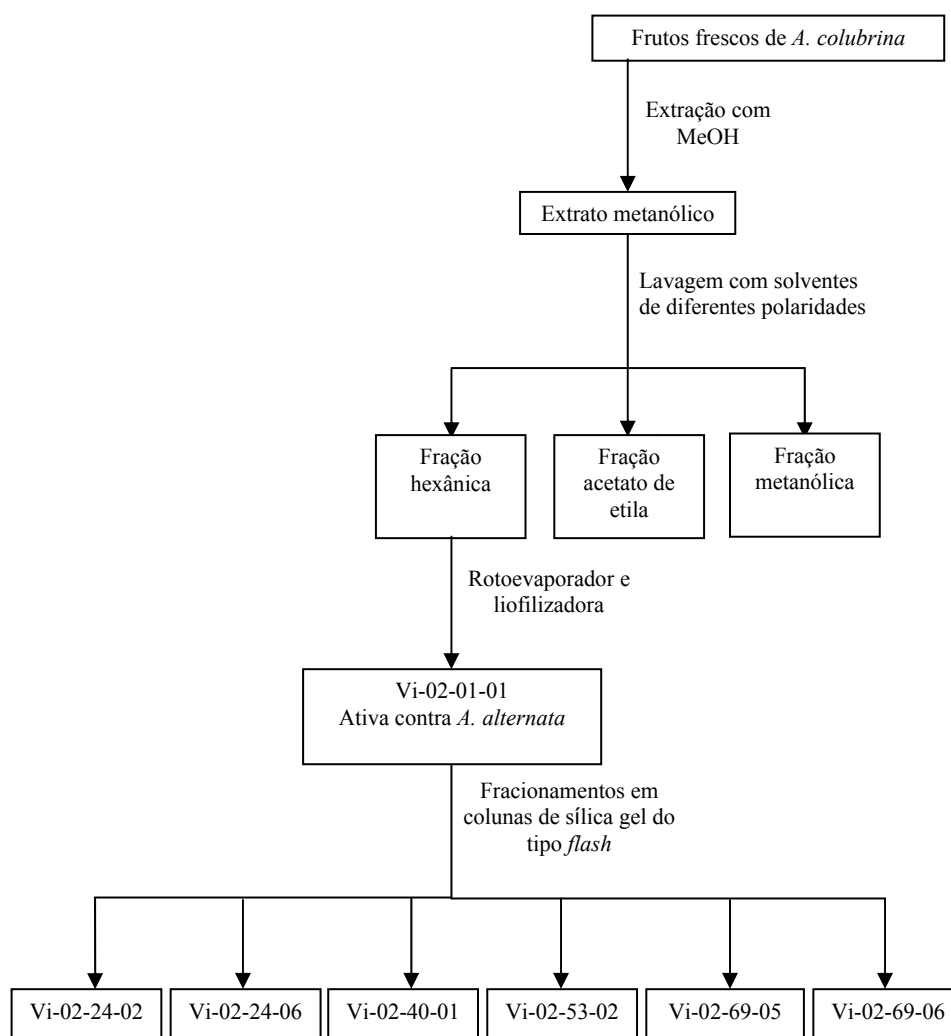 Frutos frescos de A. colubrina
Extração com
MeOH
Extrato metanólico
Lavagem com solventes
de diferentes polaridades
Fração
hexânica
Fração
acetato de
etila
Fração
metanólica
Rotoevaporador e
liofilizadora
Vi-02-01-01
Ativa contra A. alternata
Fracionamentos em
colunas de sílica gel do
tipo flash
Vi-02-24-02
Vi-02-24-06
Vi-02-40-01
Vi-02-53-02
Vi-02-69-05
Vi-02-69-06